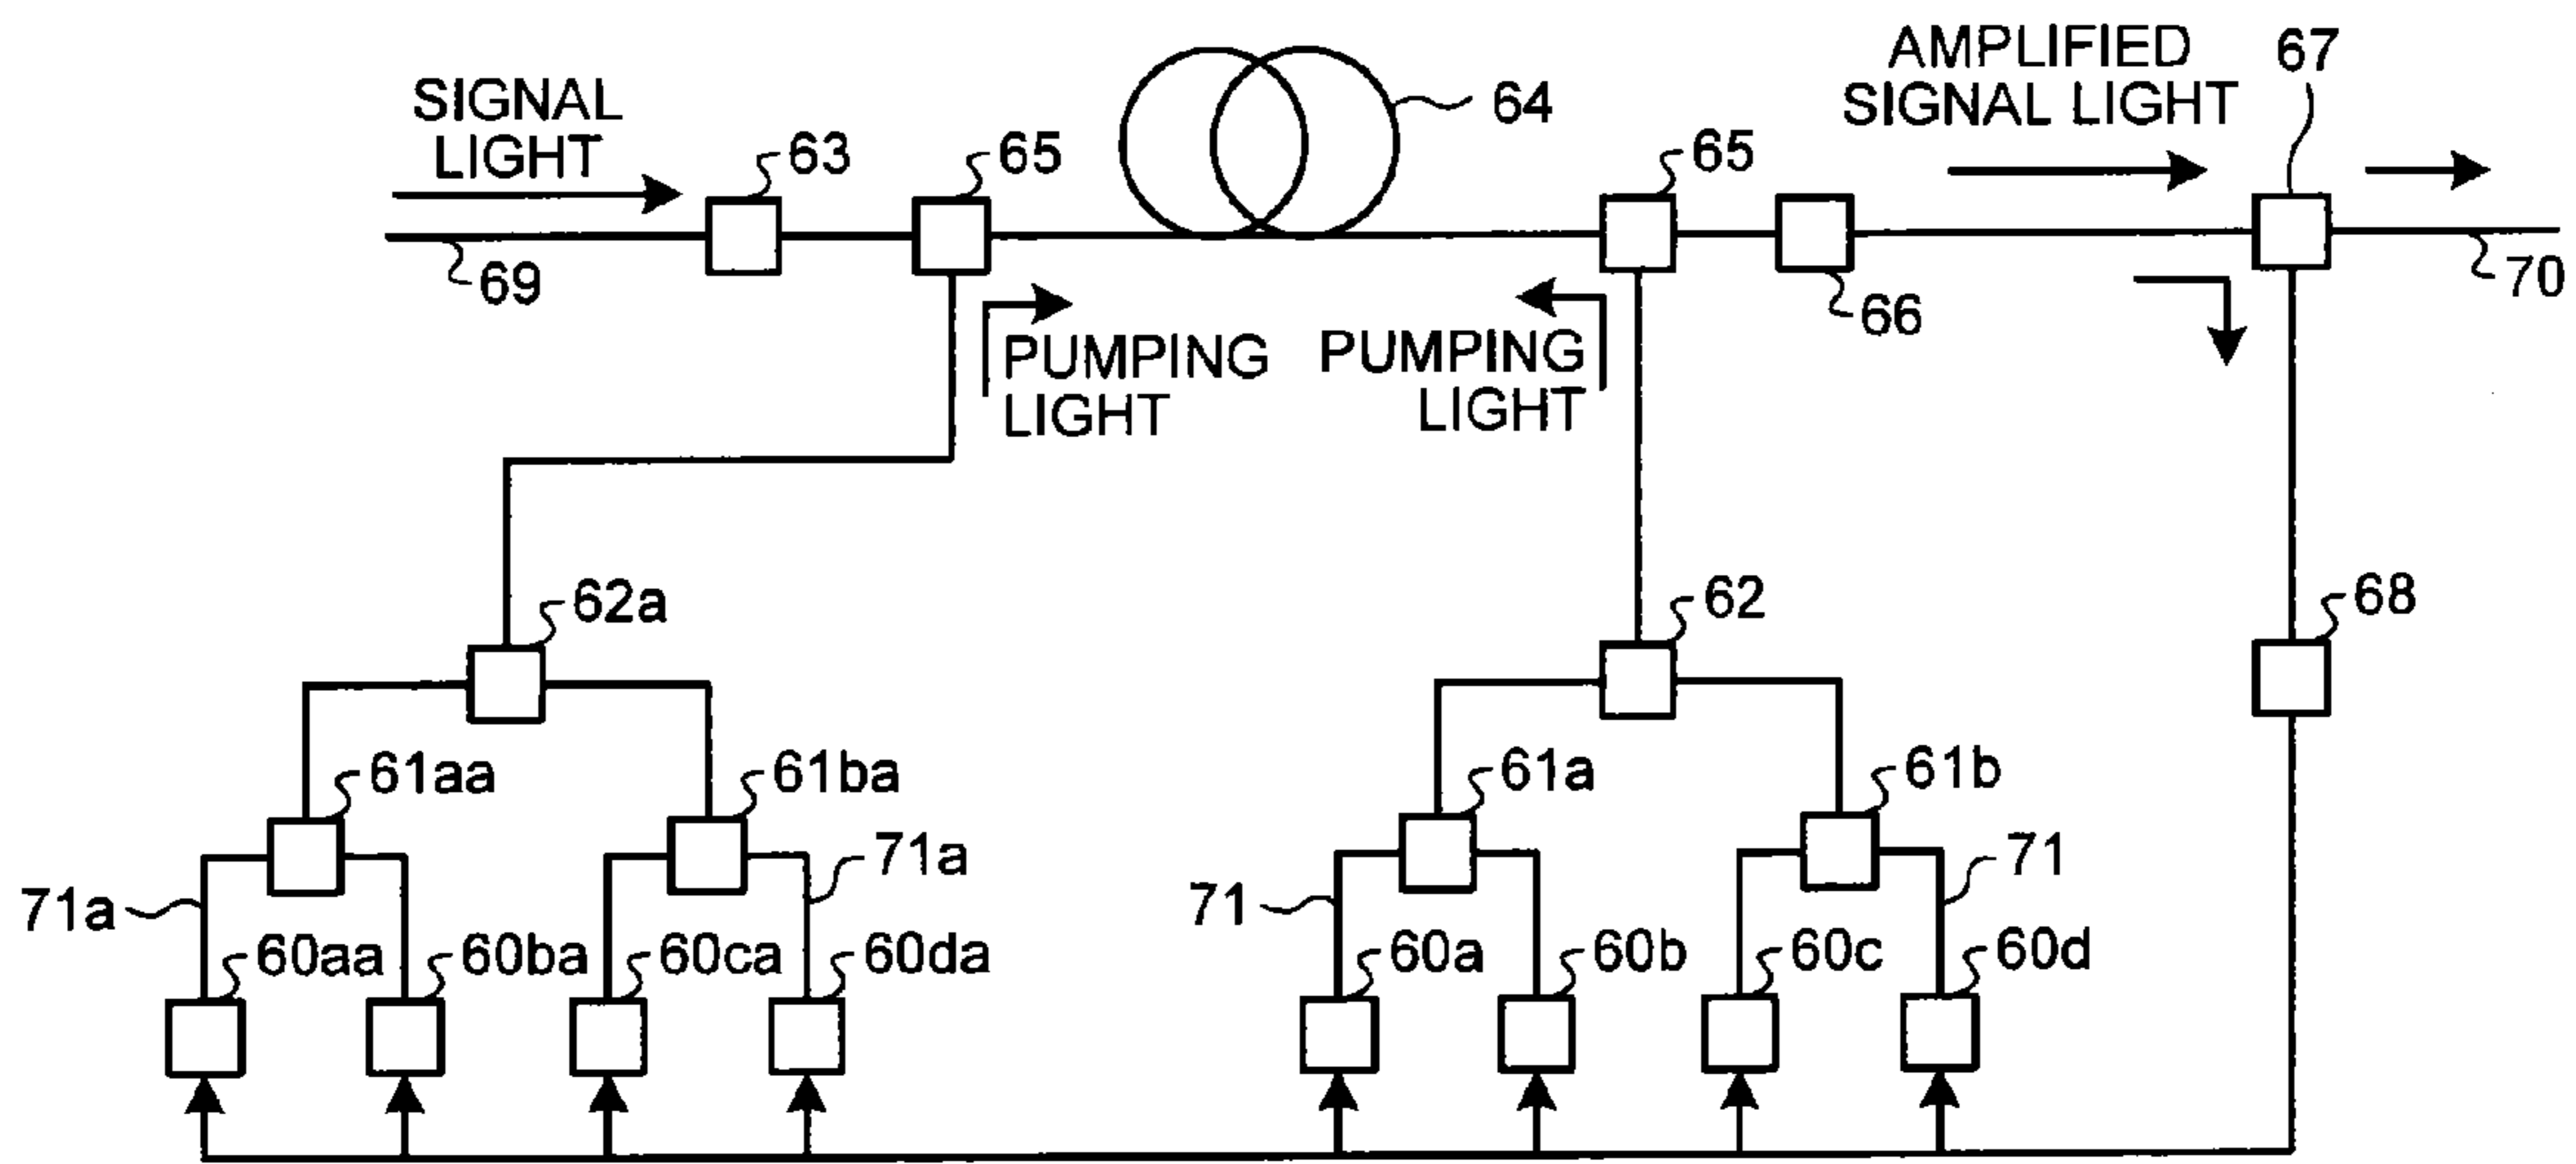 AMPLIFIED
SIGNAL LIGHT
67
SIGNAL
LIGHT
64
63
65
65
69
70
66
PUMPING
LIGHT
PUMPING
LIGHT
62a
62
68
61aa
61ba
61a
61b
71a
71a
71
71
60aa
60ba
60ca
60da
60a
60b
60c
60d